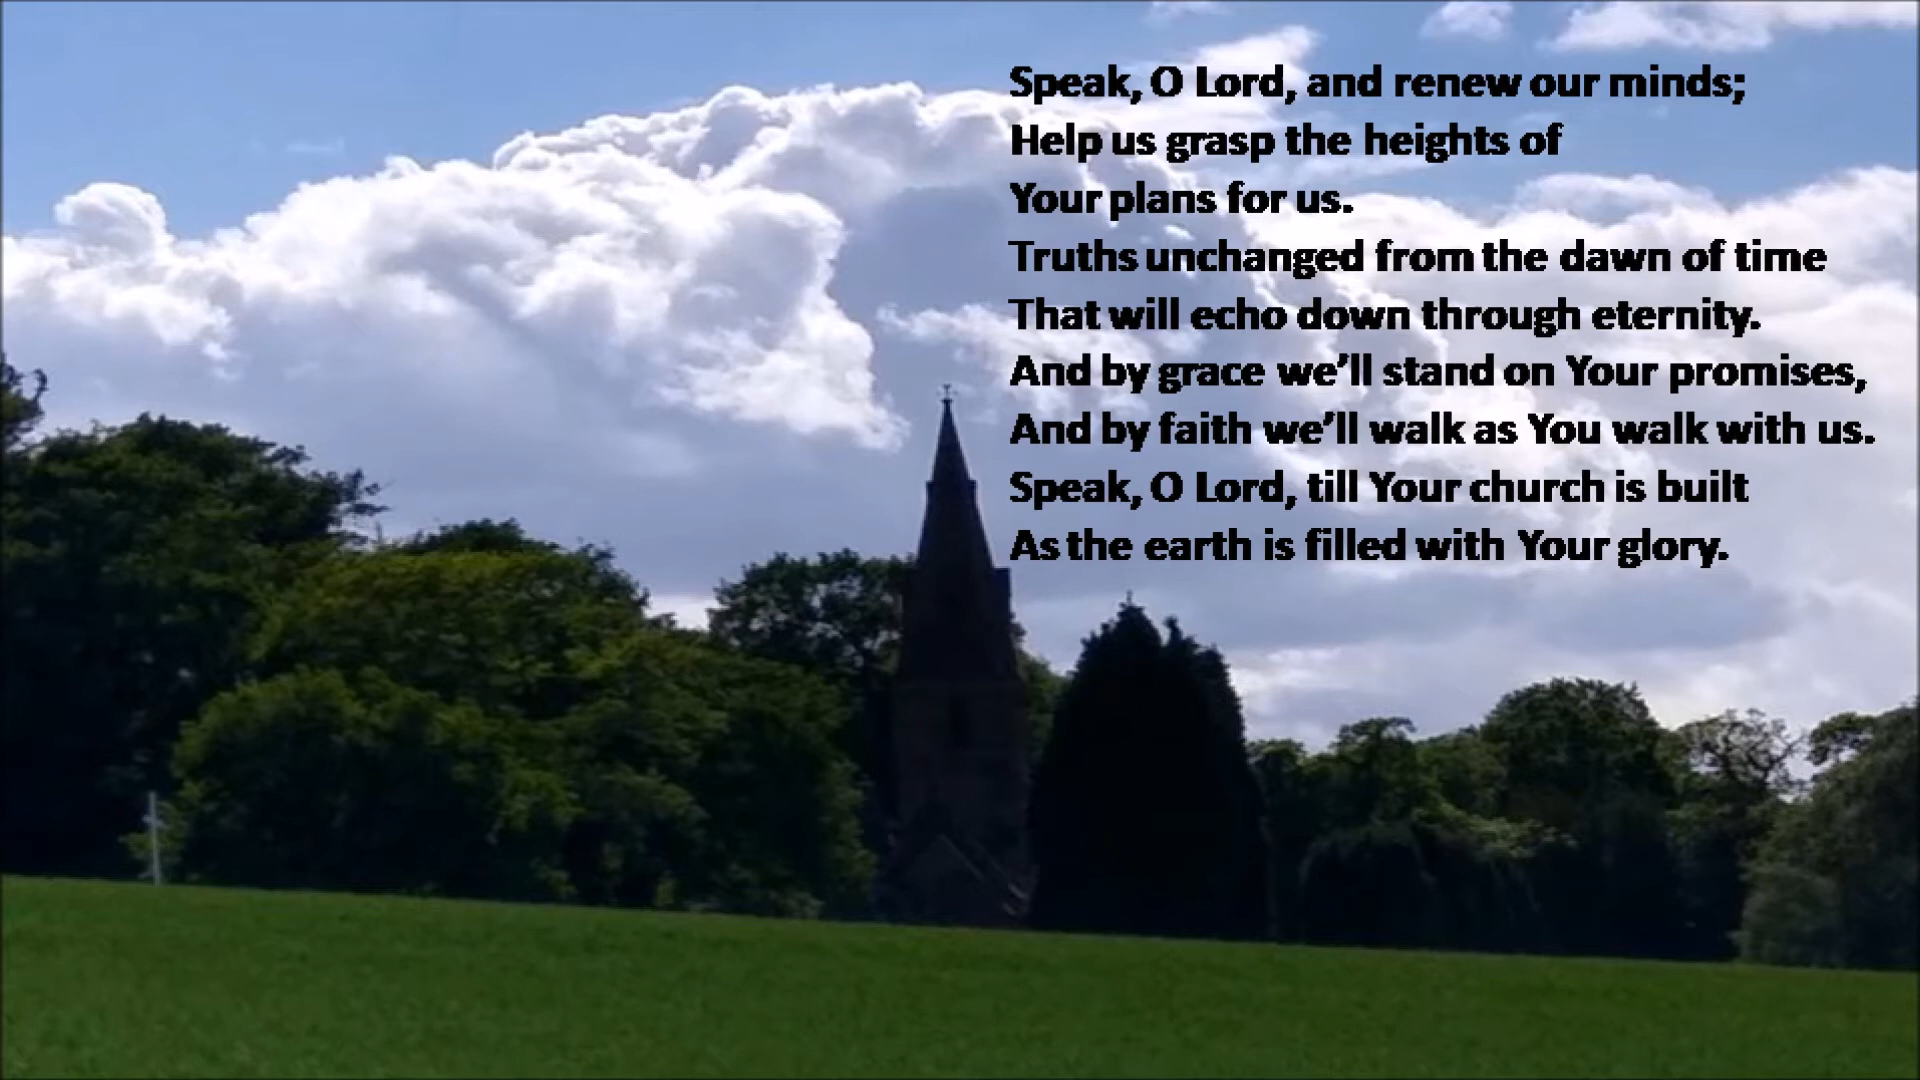 Speak, O Lord, and renew our minds;
Help us grasp the heights of
Your plans for us.
Truths unchanged from the dawn of time
That will echo down through eternity.
And by grace we’ll stand on Your promises,
And by faith we’ll walk as You walk with us.
Speak, O Lord, till Your church is built
As the earth is filled with Your glory.